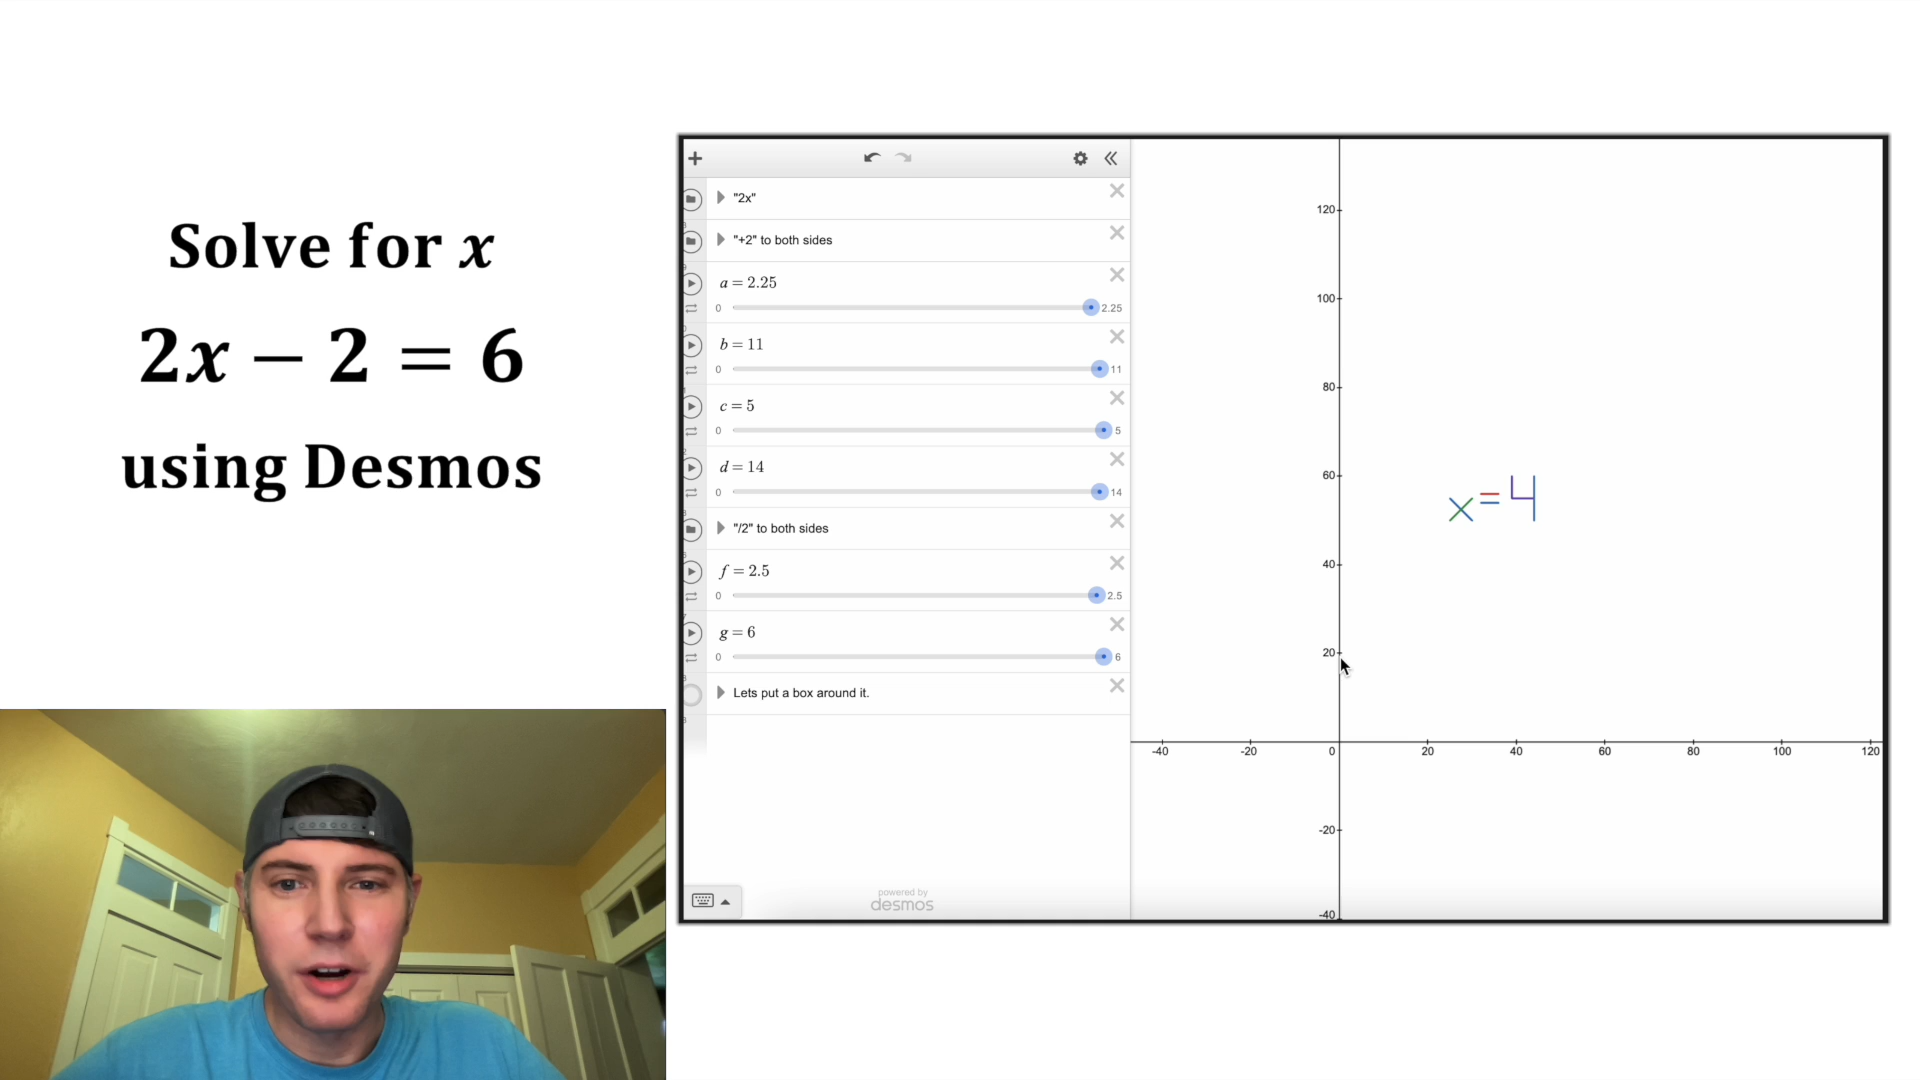 Solve for x
2x − 2 = 6
using Desmos
"2x"
"+2" to both sides
a = 2.25
0 2.25
b = 11
0 11
c = 5
0 5
d = 14
0 14
"/2" to both sides
f = 2.5
0 2.5
g = 6
0 6
Lets put a box around it.
powered by
desmos
120
100
80
60
x=4
40
20
-40 -20 0 20 40 60 80 100 120
-20
-40